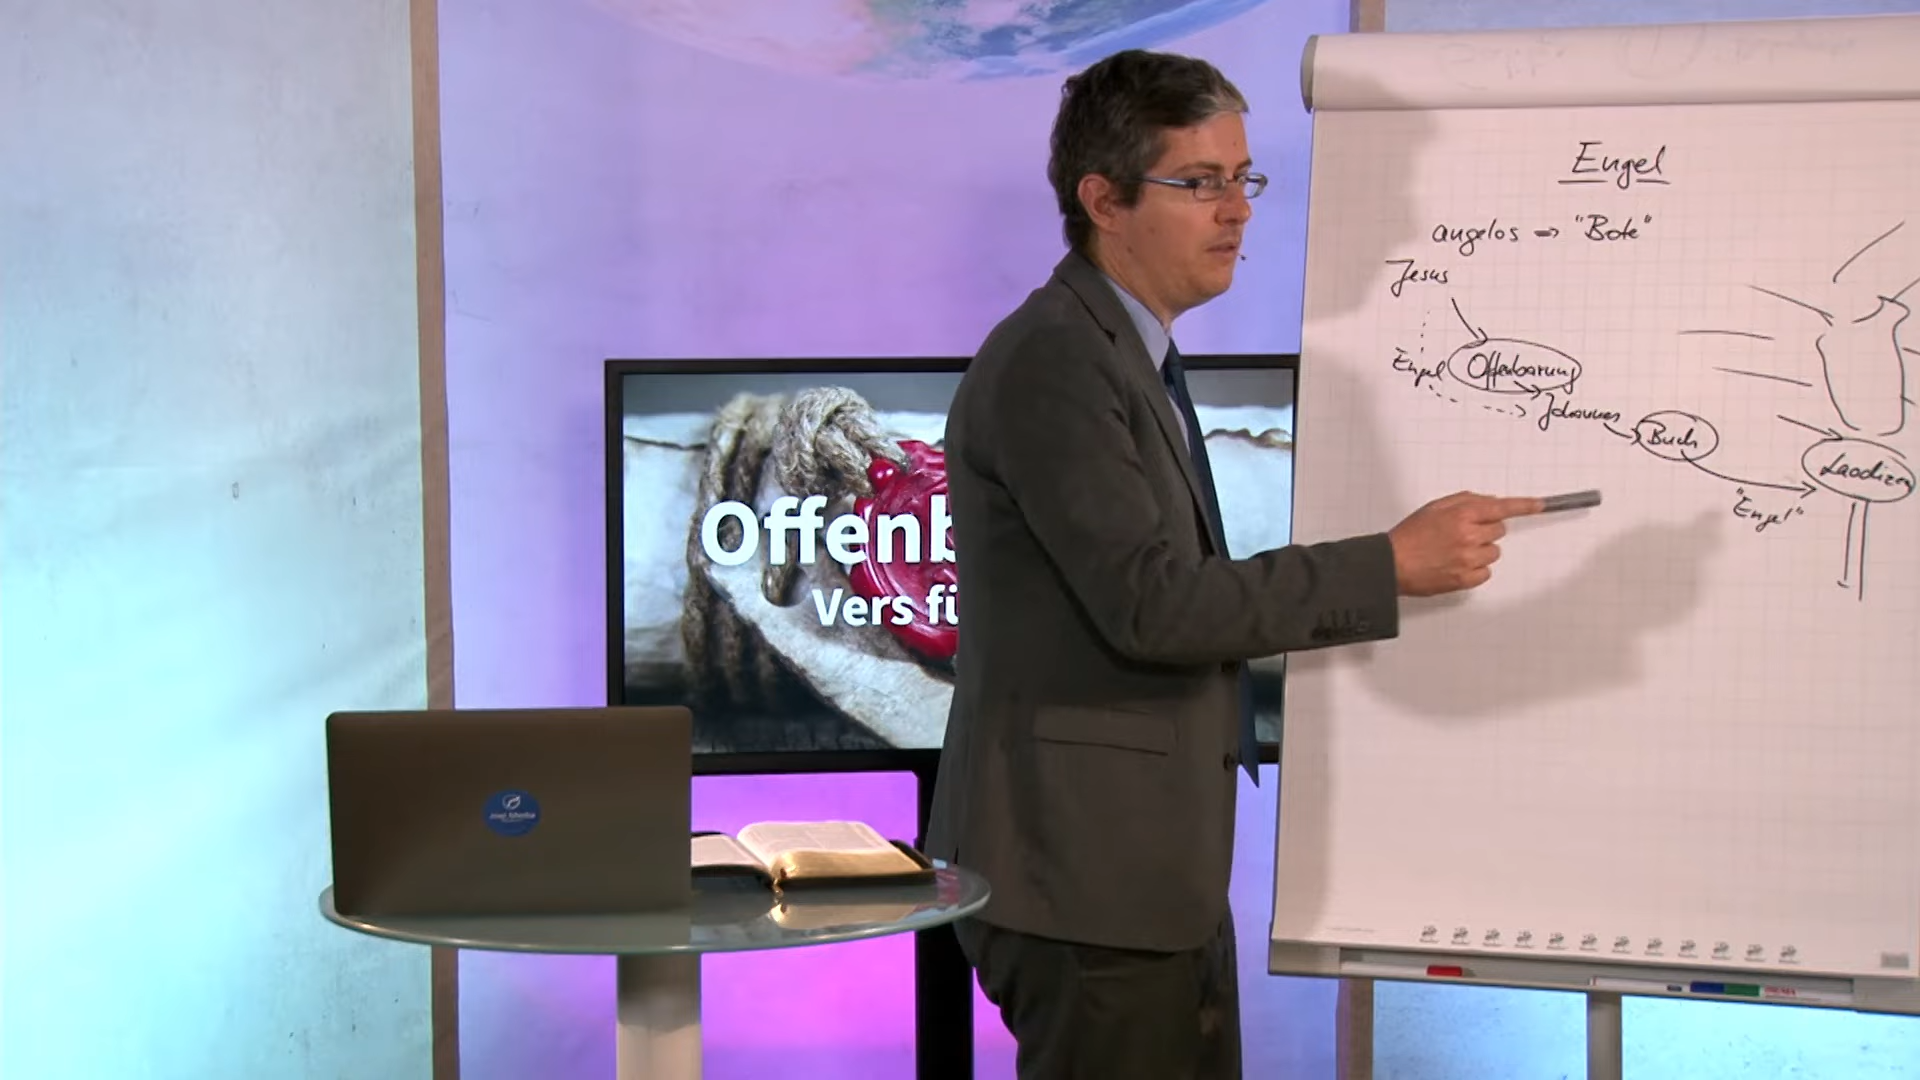 Engel
angelos => "Bote"
Jesus
Engel Offenbarung
Johannes
Buch
Laodizea
"Engel"
Offenb
Vers fü